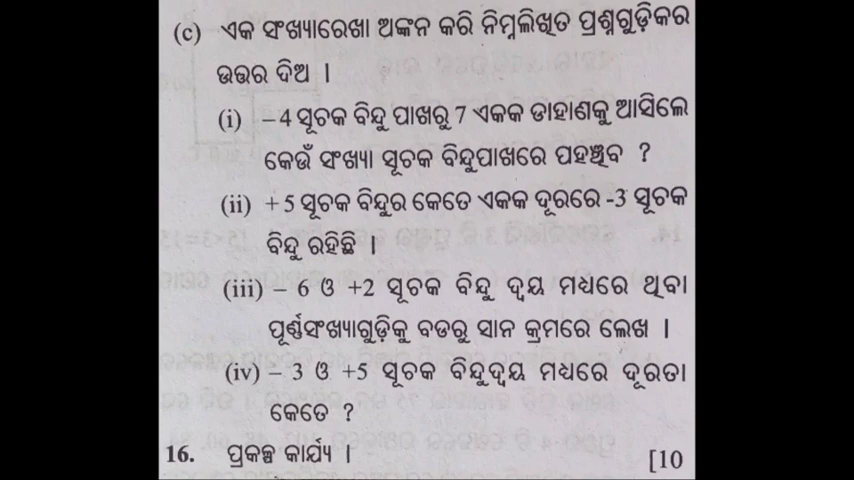 (c) ଏକ ସଂଖ୍ୟାରେଖା ଅଙ୍କନ କରି ନିମ୍ନଲିଖିତ ପ୍ରଶ୍ନଗୁଡ଼ିକର
ଉତ୍ତର ଦିଅ ।
(i) – 4 ସୂଚକ ବିନ୍ଦୁ ପାଖରୁ 7 ଏକକ ଡାହାଣକୁ ଆସିଲେ
କେଉଁ ସଂଖ୍ୟା ସୂଚକ ବିନ୍ଦୁପାଖରେ ପହଞ୍ଚିବ ?
(ii) + 5 ସୂଚକ ବିନ୍ଦୁର କେତେ ଏକକ ଦୂରରେ -3 ସୂଚକ
ବିନ୍ଦୁ ରହିଛି ।
(iii) – 6 ଓ +2 ସୂଚକ ବିନ୍ଦୁ ଦ୍ୱୟ ମଧ୍ୟରେ ଥିବା
ପୂର୍ଣ୍ଣସଂଖ୍ୟାଗୁଡ଼ିକୁ ବଡରୁ ସାନ କ୍ରମରେ ଲେଖ ।
(iv) – 3 ଓ +5 ସୂଚକ ବିନ୍ଦୁଦ୍ୱୟ ମଧ୍ୟରେ ଦୂରତା
କେତେ ?
16. ପ୍ରକଳ୍ପ କାର୍ଯ୍ୟ । [10